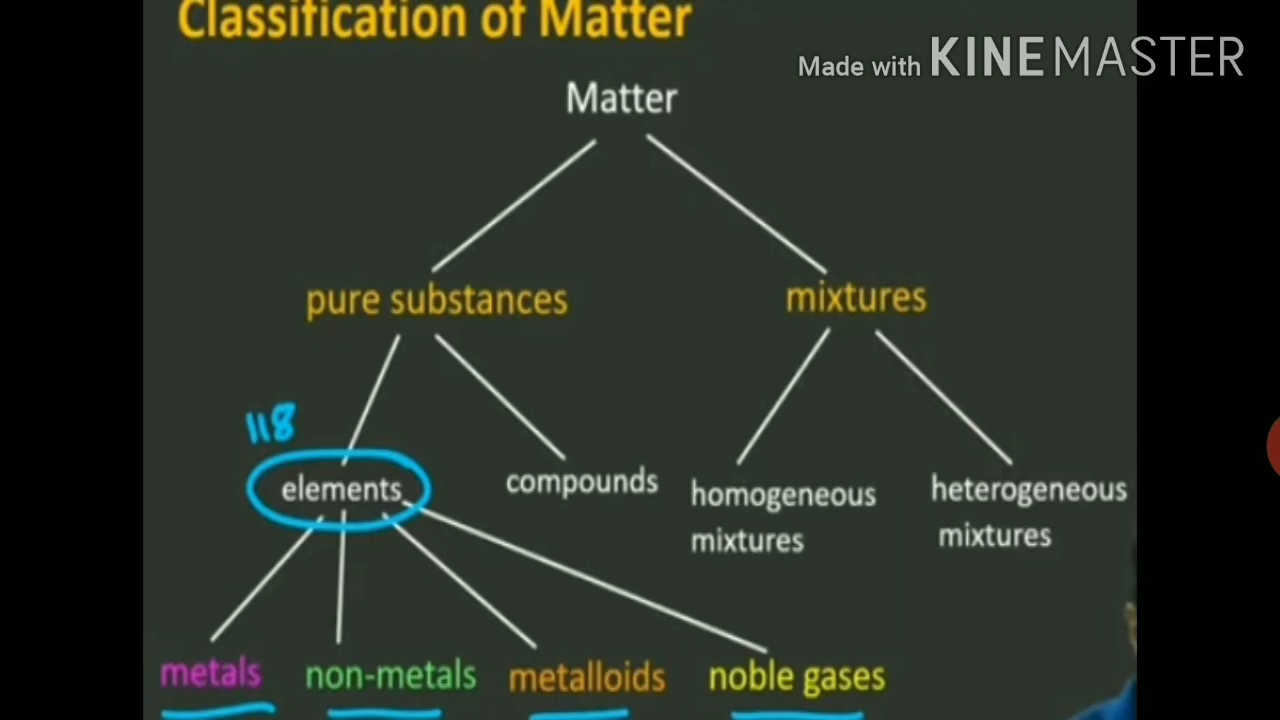 Classification of Matter
Made with KINEMASTER
Matter
pure substances
mixtures
118
elements
compounds
homogeneous
mixtures
heterogeneous
mixtures
metals
non-metals
metalloids
noble gases